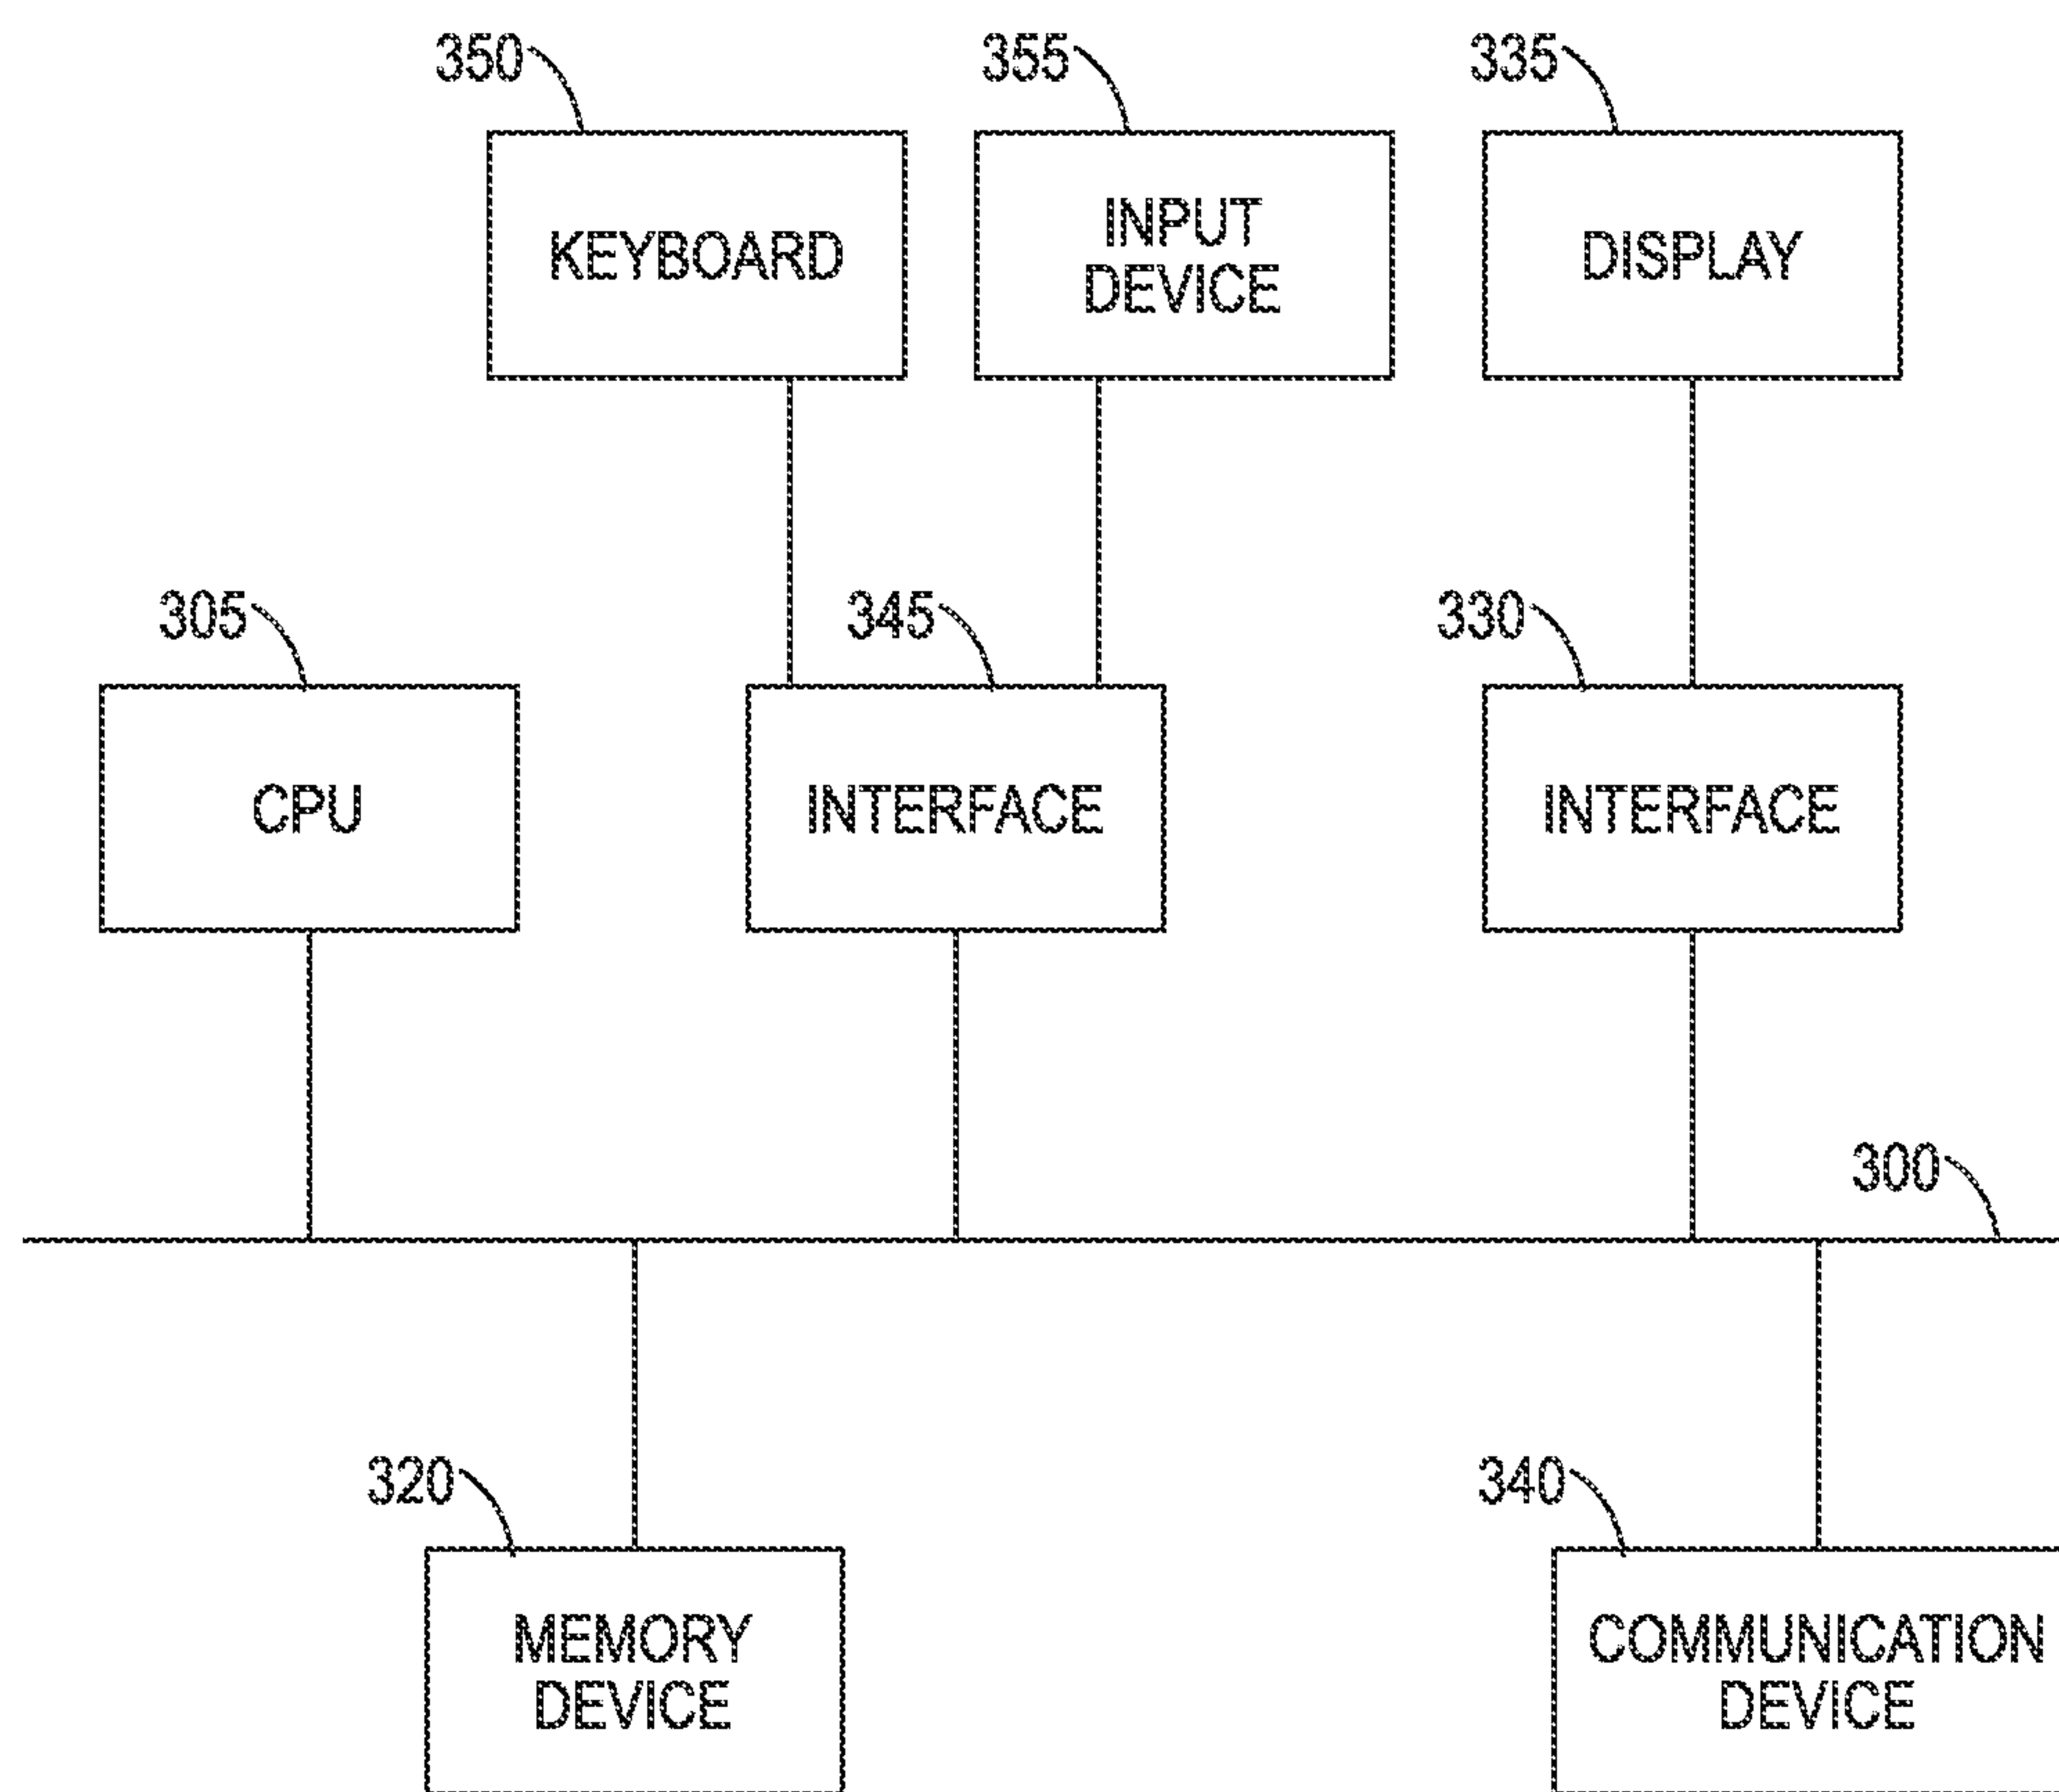 350
355
335
KEYBOARD
INPUT
DEVICE
DISPLAY
305
345
330
CPU
INTERFACE
INTERFACE
300
320
340
MEMORY
DEVICE
COMMUNICATION
DEVICE